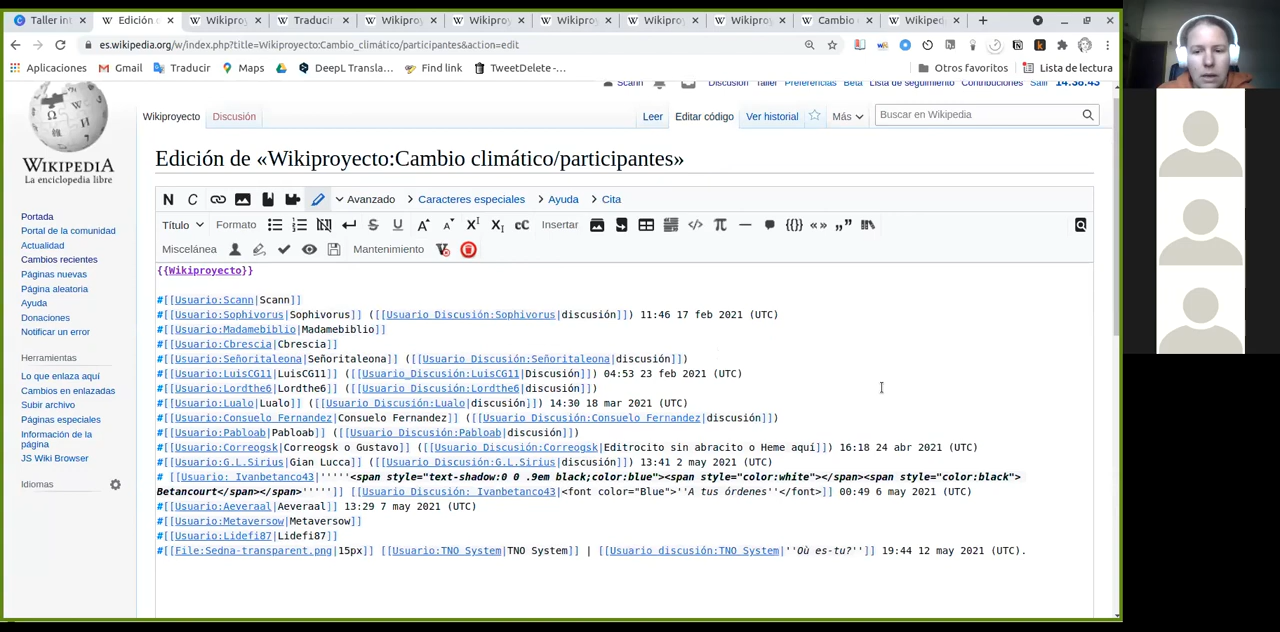 Taller in
Edición d
Wikiproy
Traducir
Wikiproy
Wikiproy
Wikiproy
Wikiproy
Wikiproy
Cambio
Wikiped
es.wikipedia.org/w/index.php?title=Wikiproyecto:Cambio_climático/participantes&action=edit
Aplicaciones Gmail Traducir Maps DeepL Transla... Find link TweetDelete -... Otros favoritos Lista de lectura
Scann Discusión Taller Preferencias Beta Lista de seguimiento Contribuciones Salir 14:38:43
Wikiproyecto Discusión Leer Editar código Ver historial Más Buscar en Wikipedia
WIKIPEDIA
La enciclopedia libre
Portada
Portal de la comunidad
Actualidad
Cambios recientes
Páginas nuevas
Página aleatoria
Ayuda
Donaciones
Notificar un error
Herramientas
Lo que enlaza aquí
Cambios en enlazadas
Subir archivo
Páginas especiales
Información de la
página
JS Wiki Browser
Idiomas
Edición de «Wikiproyecto:Cambio climático/participantes»
N C Avanzado Caracteres especiales Ayuda Cita
Título Formato Insertar
Miscelánea Mantenimiento
{{Wikiproyecto}}
#[[Usuario:Scann|Scann]]
#[[Usuario:Sophivorus|Sophivorus]] ([[Usuario Discusión:Sophivorus|discusión]]) 11:46 17 feb 2021 (UTC)
#[[Usuario:Madamebiblio|Madamebiblio]]
#[[Usuario:Cbrescia|Cbrescia]]
#[[Usuario:Señoritaleona|Señoritaleona]] ([[Usuario Discusión:Señoritaleona|discusión]])
#[[Usuario:LuisCG11|LuisCG11]] ([[Usuario Discusión:LuisCG11|Discusión]]) 04:53 23 feb 2021 (UTC)
#[[Usuario:Lordthe6|Lordthe6]] ([[Usuario Discusión:Lordthe6|discusión]])
#[[Usuario:Lualo|Lualo]] ([[Usuario Discusión:Lualo|discusión]]) 14:30 18 mar 2021 (UTC)
#[[Usuario:Consuelo Fernandez|Consuelo Fernandez]] ([[Usuario Discusión:Consuelo Fernandez|discusión]])
#[[Usuario:Pabloab|Pabloab]] ([[Usuario Discusión:Pabloab|discusión]])
#[[Usuario:Correogsk|Correogsk o Gustavo]] ([[Usuario Discusión:Correogsk|Editrocito sin abracito o Heme aquí]]) 16:18 24 abr 2021 (UTC)
#[[Usuario:G.L.Sirius|Gian Lucca]] ([[Usuario Discusión:G.L.Sirius|discusión]]) 13:41 2 may 2021 (UTC)
# [[Usuario: Ivanbetanco43|'''''<span style="text-shadow:0 0 .9em black;color:blue"><span style="color:white"></span><span style="color:black">
Betancourt</span></span>''''']] [[Usuario Discusión: Ivanbetanco43|<font color="Blue">''A tus órdenes''</font>]] 00:49 6 may 2021 (UTC)
#[[Usuario:Aeveraal|Aeveraal]] 13:29 7 may 2021 (UTC)
#[[Usuario:Metaversow|Metaversow]]
#[[Usuario:Lidefi87|Lidefi87]]
#[[File:Sedna-transparent.png|15px]] [[Usuario:TNO System|TNO System]] | [[Usuario discusión:TNO System|''Où es-tu?'']] 19:44 12 may 2021 (UTC).